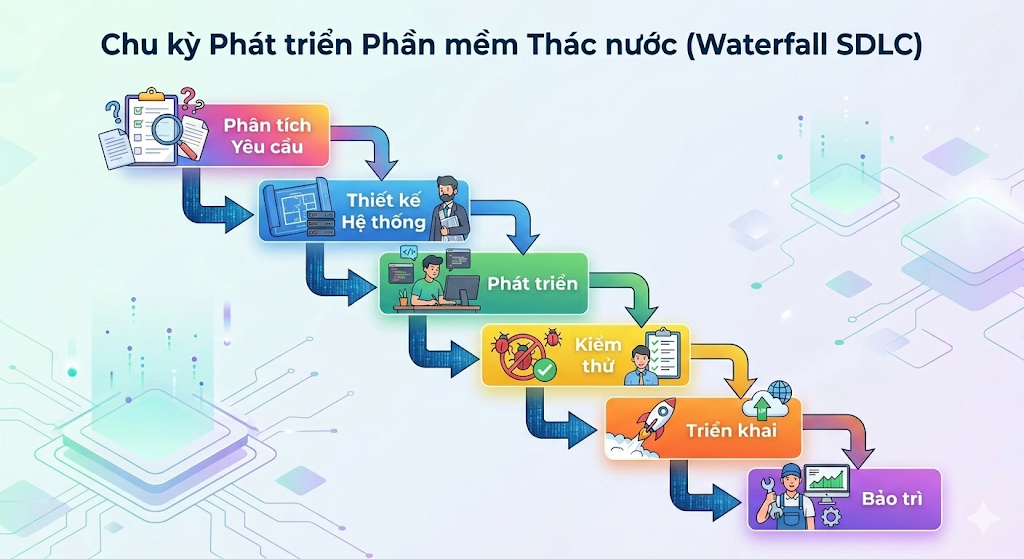 Chu kỳ Phát triển Phần mềm Thác nước (Waterfall SDLC)
Phân tích
Yêu cầu
Thiết kế
Hệ thống
</>
Phát triển
Kiểm
thử
Triển khai
Bảo trì